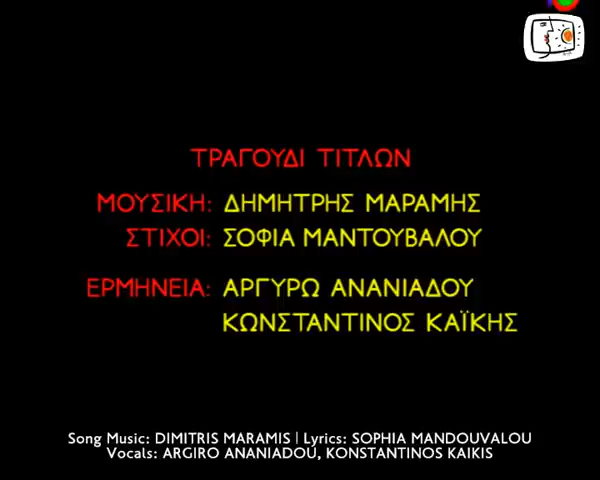 ΤΡΑΓΟΥΔΙ ΤΙΤΛΩΝ
ΜΟΥΣΙΚΗ: ΔΗΜΗΤΡΗΣ ΜΑΡΑΜΗΣ
ΣΤΙΧΟΙ: ΣΟΦΙΑ ΜΑΝΤΟΥΒΑΛΟΥ
ΕΡΜΗΝΕΙΑ: ΑΡΓΥΡΩ ΑΝΑΝΙΑΔΟΥ
ΚΩΝΣΤΑΝΤΙΝΟΣ ΚΑΪΚΗΣ
Song Music: DIMITRIS MARAMIS | Lyrics: SOPHIA MANDOUVALOU
Vocals: ARGIRO ANANIADOU, KONSTANTINOS KAIKIS